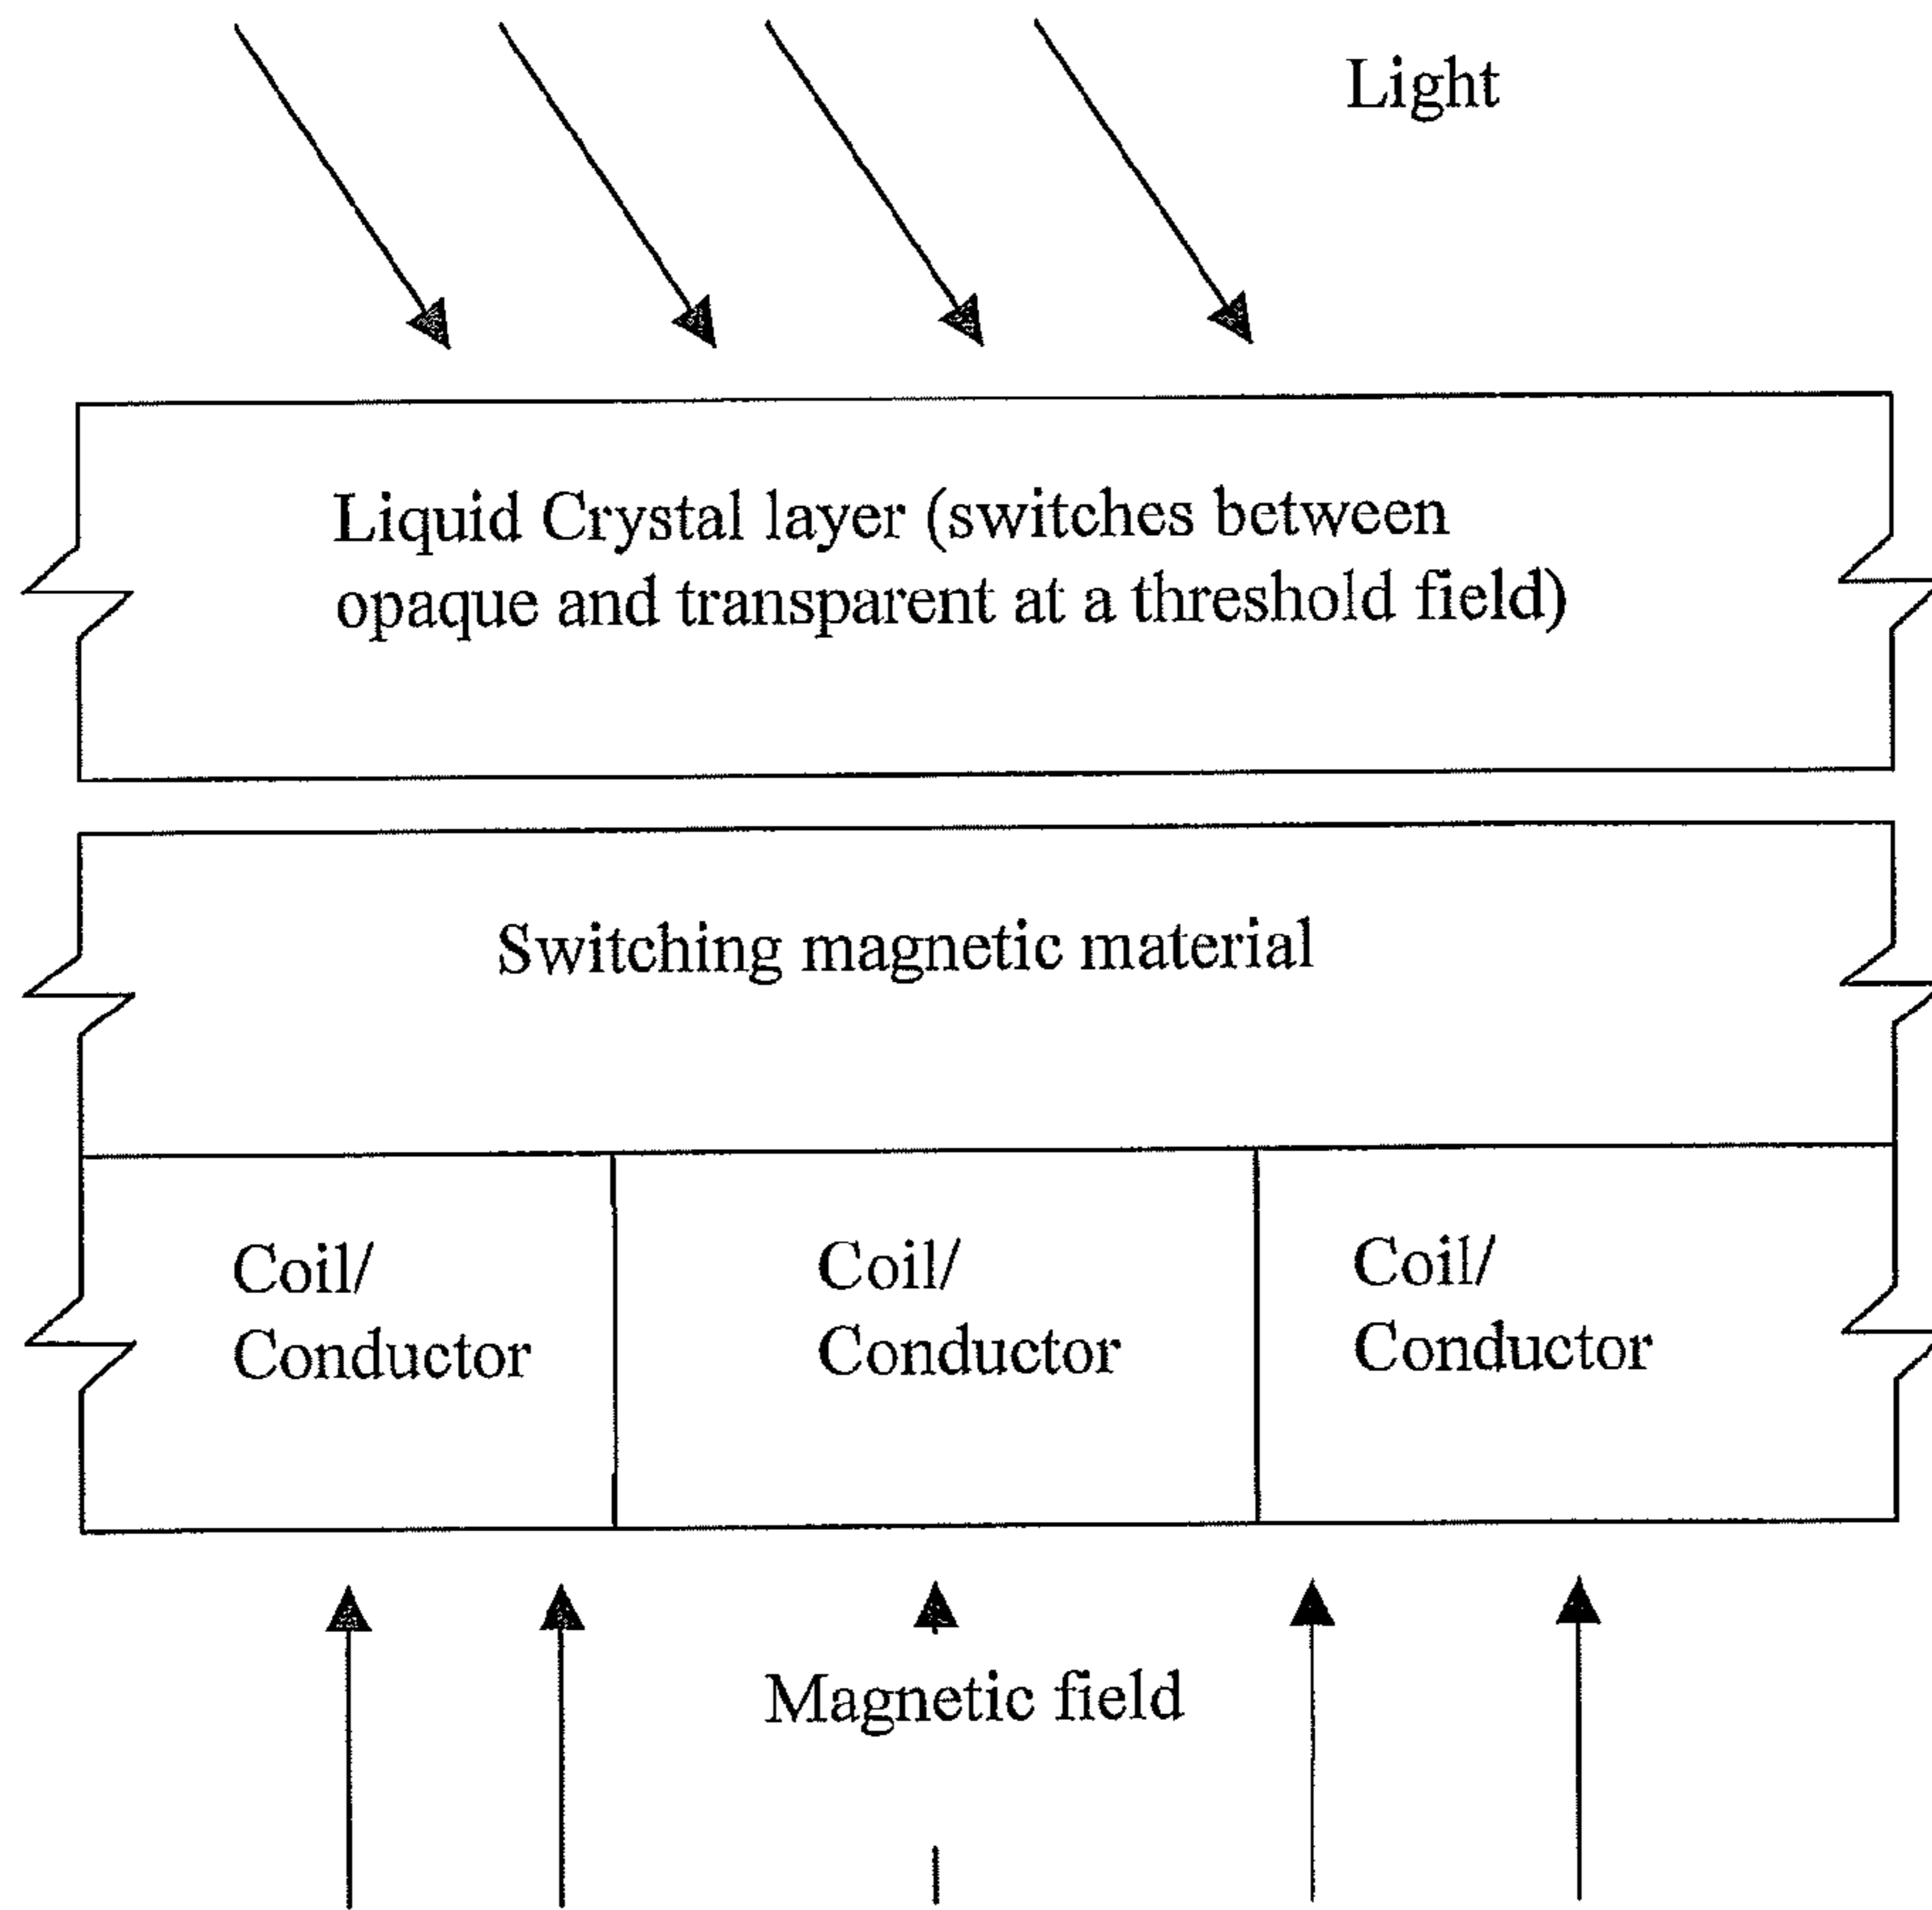 Light
Liquid Crystal layer (switches between
opaque and transparent at a threshold field)
Switching magnetic material
Coil/
Conductor
Coil/
Conductor
Coil/
Conductor
Magnetic field